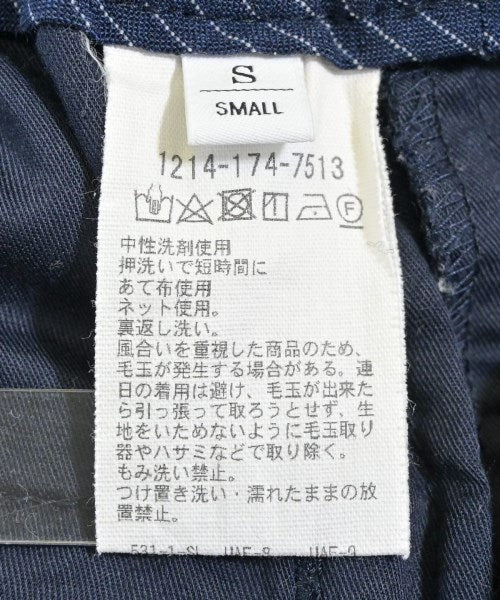 S
SMALL
1214-174-7513
中性洗剤使用
押洗いで短時間に
あて布使用
ネット使用。
裏返し洗い。
風合いを重視した商品のため、
毛玉が発生する場合がある。連
日の着用は避け、毛玉が出来た
ら引っ張って取ろうとせず、生
地をいためないように毛玉取り
器やハサミなどで取り除く。
もみ洗い禁止。
つけ置き洗い・濡れたままの放
置禁止。